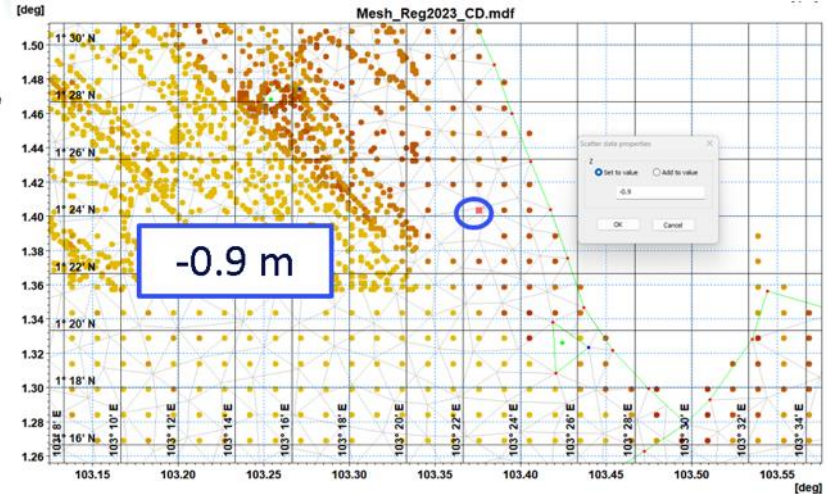 [deg]
Mesh_Reg2023_CD.mdf
1.50
1° 30' N
1.48
1° 28' N
1.46
1.44
1° 26' N
1.42
1.40
1° 24' N
1.38
1° 22' N
1.36
1.34
1° 20' N
1.32
1.30
1° 18' N
1.28
1° 16' N
1.26
Scatter data properties
Z
Set to value
Add to value
-0.9
OK
Cancel
-0.9 m
103° 10' E
103° 12' E
103° 14' E
103° 16' E
103° 18' E
103° 20' E
103° 22' E
103° 24' E
103° 26' E
103° 28' E
103° 30' E
103° 32' E
103° 34' E
103.15
103.20
103.25
103.30
103.35
103.40
103.45
103.50
103.55
[deg]